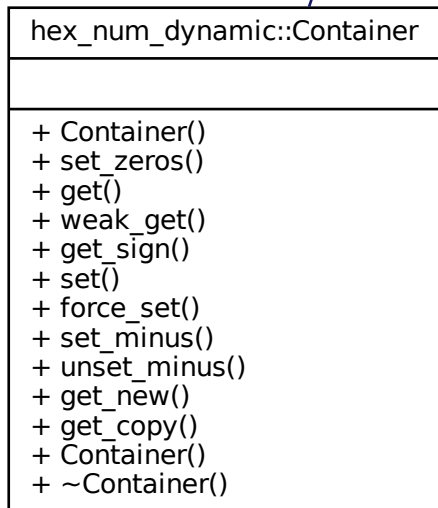 hex_num_dynamic::Container
+ Container()
+ set_zeros()
+ get()
+ weak_get()
+ get_sign()
+ set()
+ force_set()
+ set_minus()
+ unset_minus()
+ get_new()
+ get_copy()
+ Container()
+ ~Container()